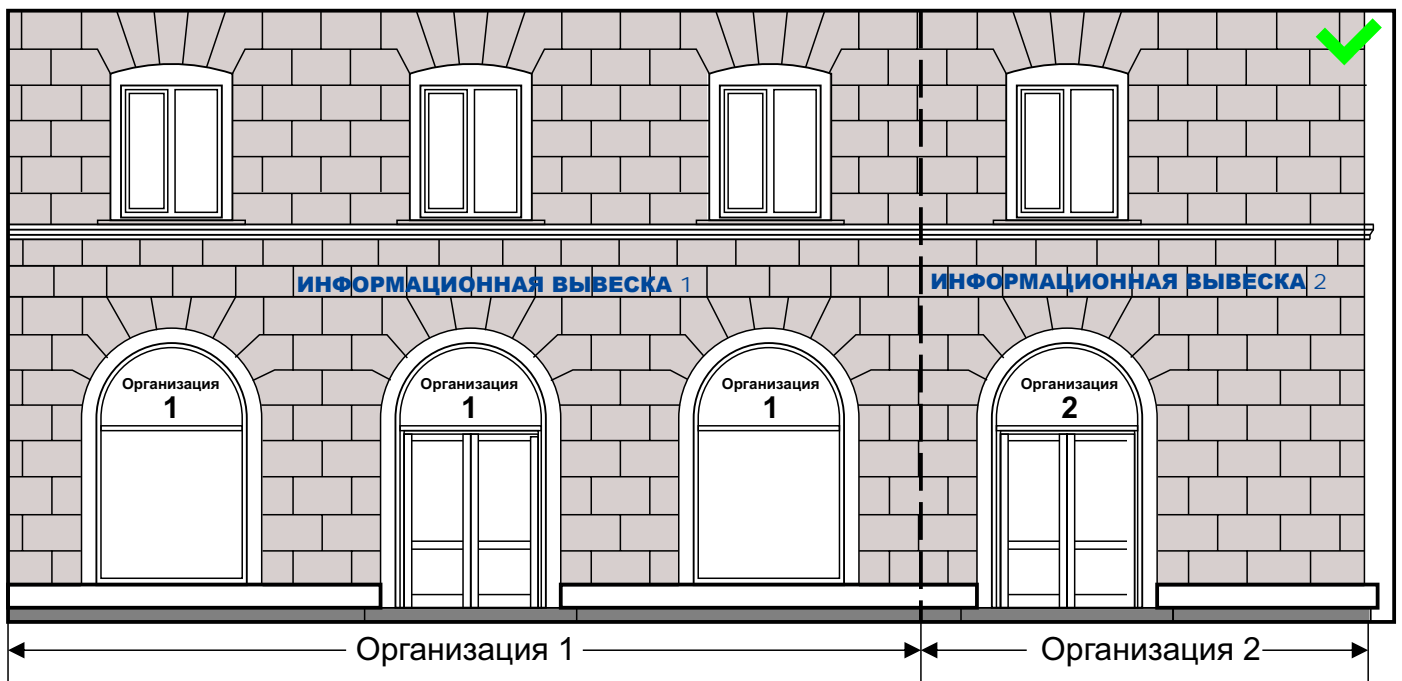 ИНФОРМАЦИОННАЯ ВЫВЕСКА 1
ИНФОРМАЦИОННАЯ ВЫВЕСКА 2
Организация
1
Организация
1
Организация
1
Организация
2
Организация 1
Организация 2